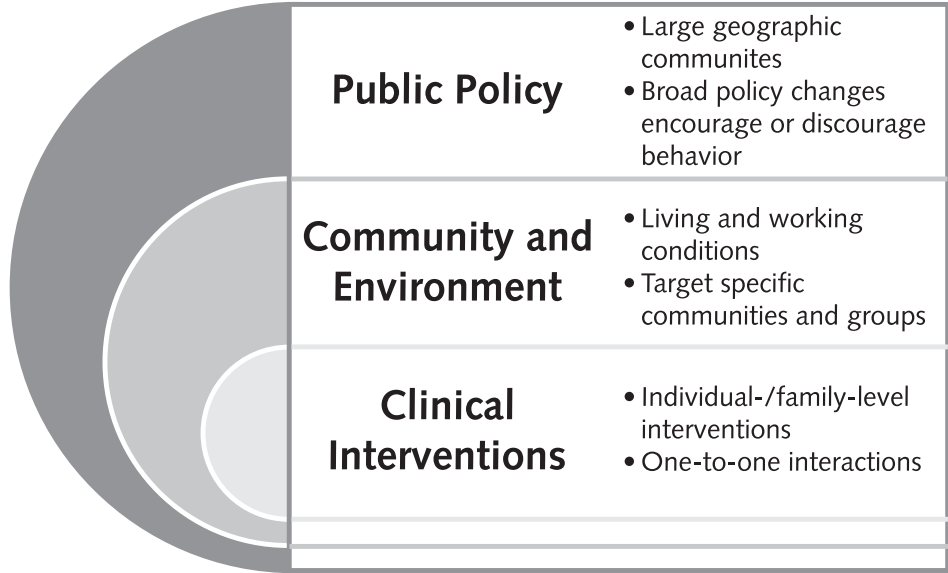 Public Policy
• Large geographic
communites
• Broad policy changes
encourage or discourage
behavior
Community and
Environment
• Living and working
conditions
• Target specific
communities and groups
Clinical
Interventions
• Individual-/family-level
interventions
• One-to-one interactions